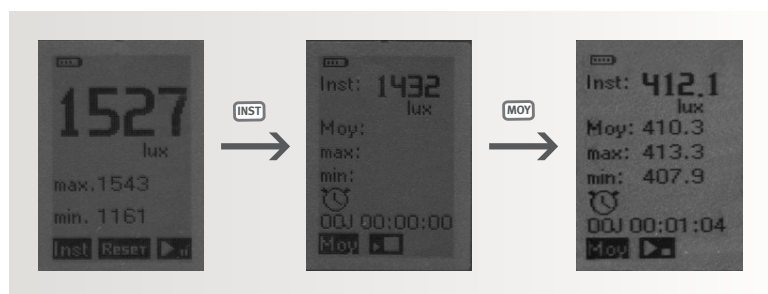 1527
lux
max.1543
min. 1161
Inst Reset
INST
Inst: 1432
lux
Moy:
max:
min:
00J 00:00:00
Moy
MOY
Inst: 412.1
lux
Moy: 410.3
max: 413.3
min: 407.9
00J 00:01:04
Moy